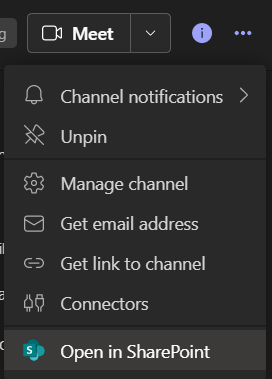 Meet
Channel notifications
Unpin
Manage channel
Get email address
Get link to channel
Connectors
Open in SharePoint